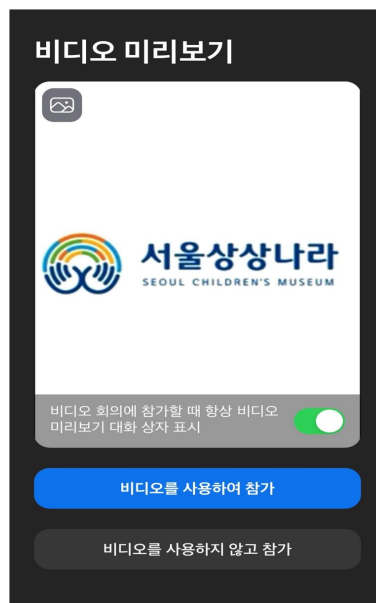 비디오 미리보기
서울상상나라
SEOUL CHILDREN'S MUSEUM
비디오 회의에 참가할 때 항상 비디오
미리보기 대화 상자 표시
비디오를 사용하여 참가
비디오를 사용하지 않고 참가